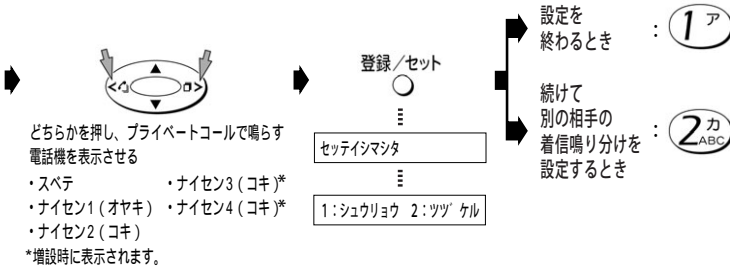 どちらかを押し、プライベートコールで鳴らす
電話機を表示させる
・スペテ ・ナイセン3(コキ)*
・ナイセン1(オヤキ) ・ナイセン4(コキ)*
・ナイセン2(コキ)
*増設時に表示されます。
登録/セット
セッテイシマシタ
1:シュウリョウ 2:ツヅケル
設定を
終わるとき
: 1 ア
続けて
別の相手の
着信鳴り分けを
設定するとき
: 2 カ
ABC